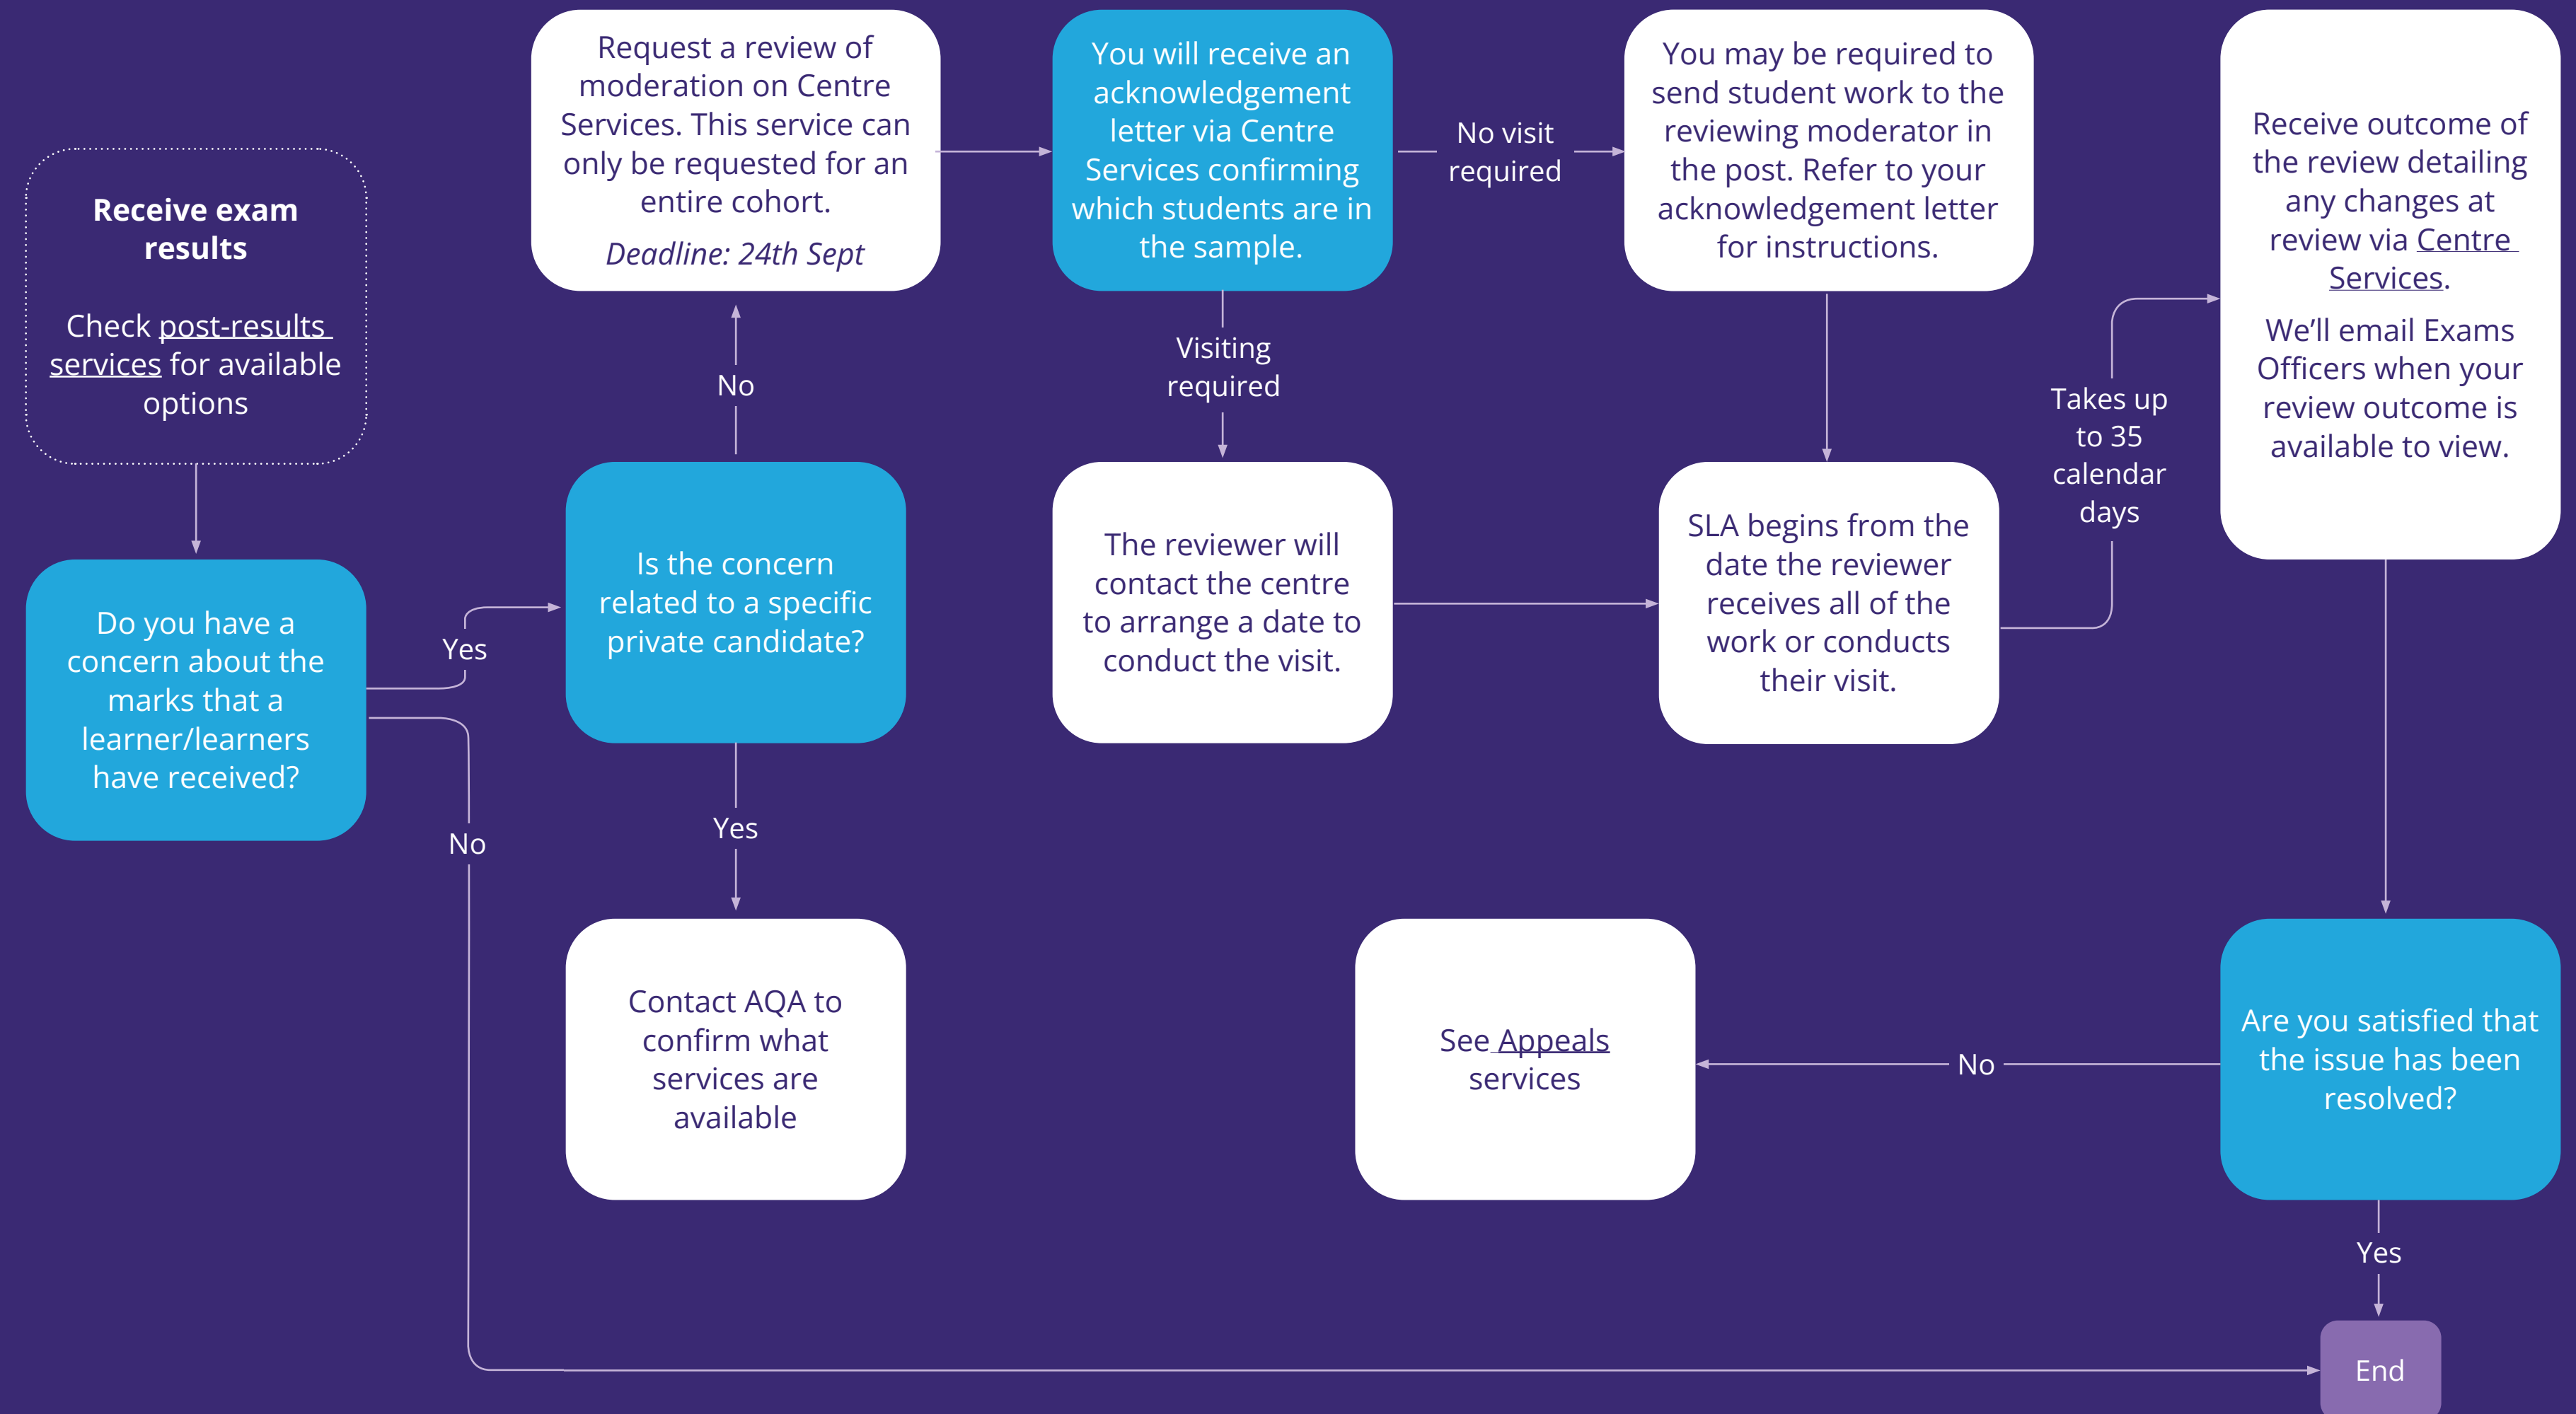 Receive exam
results
Check post-results
services for available
options
Do you have a
concern about the
marks that a
learner/learners
have received?
Yes
No
Is the concern
related to a specific
private candidate?
No
Yes
Request a review of
moderation on Centre
Services. This service can
only be requested for an
entire cohort.
Deadline: 24th Sept
Contact AQA to
confirm what
services are
available
You will receive an
acknowledgement
letter via Centre
Services confirming
which students are in
the sample.
No visit
required
Visiting
required
You may be required to
send student work to the
reviewing moderator in
the post. Refer to your
acknowledgement letter
for instructions.
The reviewer will
contact the centre
to arrange a date to
conduct the visit.
SLA begins from the
date the reviewer
receives all of the
work or conducts
their visit.
Takes up
to 35
calendar
days
Receive outcome of
the review detailing
any changes at
review via Centre
Services.
We’ll email Exams
Officers when your
review outcome is
available to view.
Are you satisfied that
the issue has been
resolved?
No
See Appeals
services
Yes
End